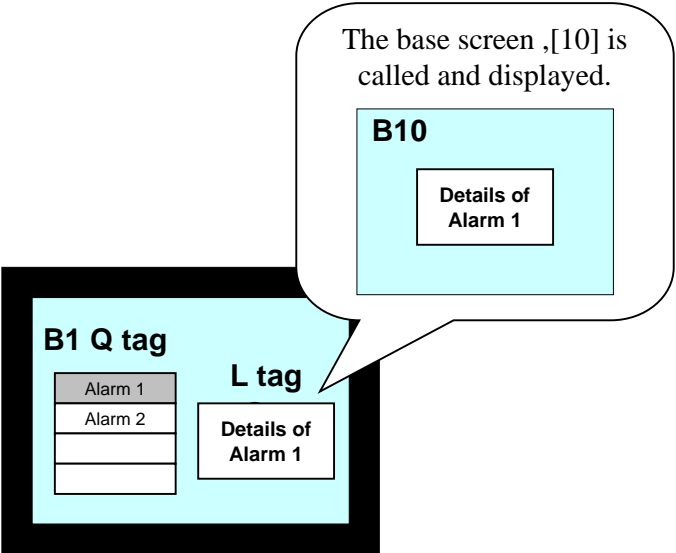 The base screen ,[10] is
called and displayed.
B10
Details of
Alarm 1
B1 Q tag
Alarm 1
Alarm 2
L tag
Details of
Alarm 1